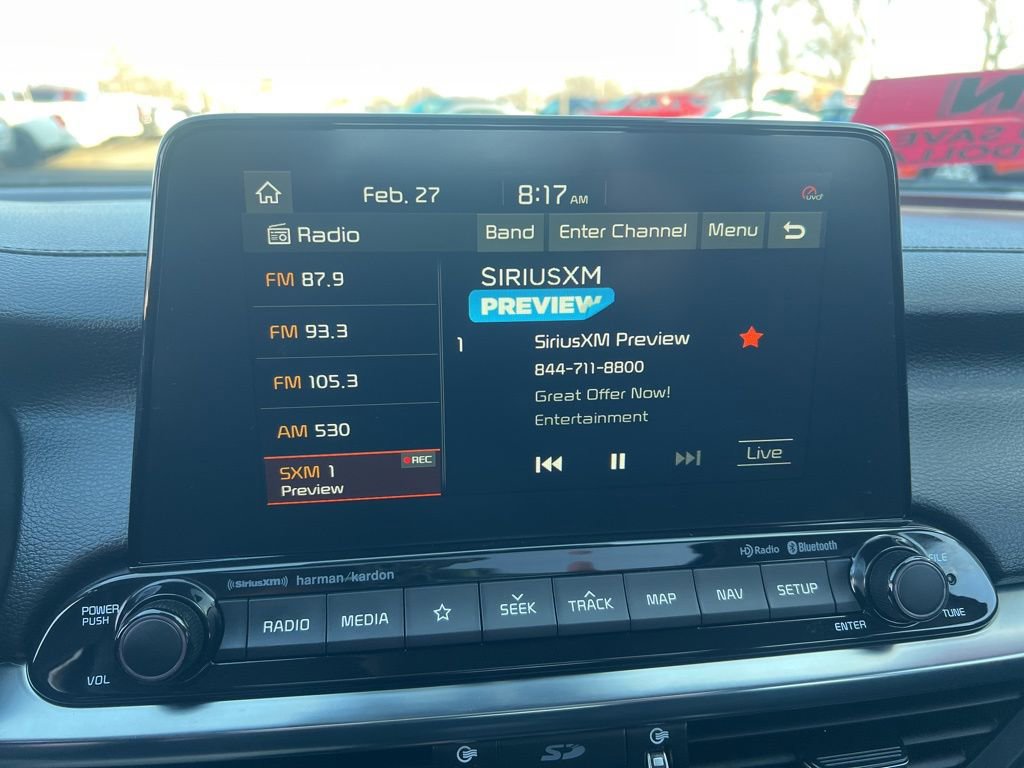 Feb. 27 8:17 AM UVO
Radio Band Enter Channel Menu
FM 87.9
FM 93.3
FM 105.3
AM 530
SXM 1 REC
Preview
SIRIUSXM
PREVIEW
1 SiriusXM Preview
844-711-8800
Great Offer Now!
Entertainment
Live
((SiriusXM)) harman/kardon HD Radio Bluetooth
POWER
PUSH
VOL
RADIO MEDIA SEEK TRACK MAP NAV SETUP
FILE
TUNE
ENTER
SD